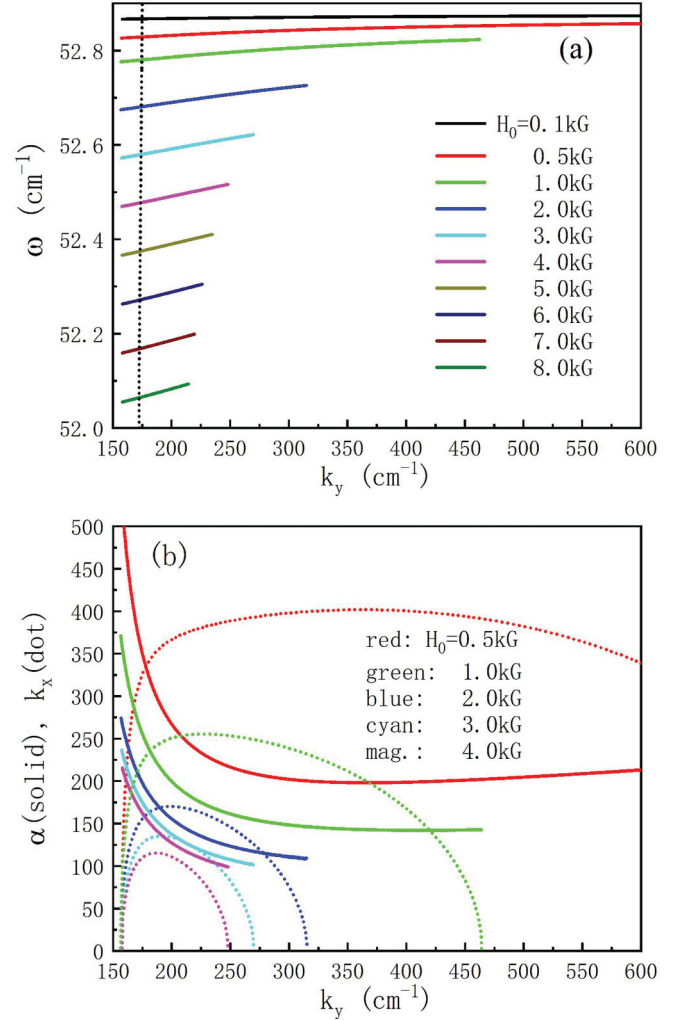 (a)
52.8
52.6
52.4
52.2
52.0
ω (cm⁻¹)
H₀=0.1kG
0.5kG
1.0kG
2.0kG
3.0kG
4.0kG
5.0kG
6.0kG
7.0kG
8.0kG
150 200 250 300 350 400 450 500 550 600
k_y (cm⁻¹)
(b)
500
450
400
350
300
250
200
150
100
50
0
α(solid), k_x(dot)
red: H₀=0.5kG
green: 1.0kG
blue: 2.0kG
cyan: 3.0kG
mag.: 4.0kG
150 200 250 300 350 400 450 500 550 600
k_y (cm⁻¹)